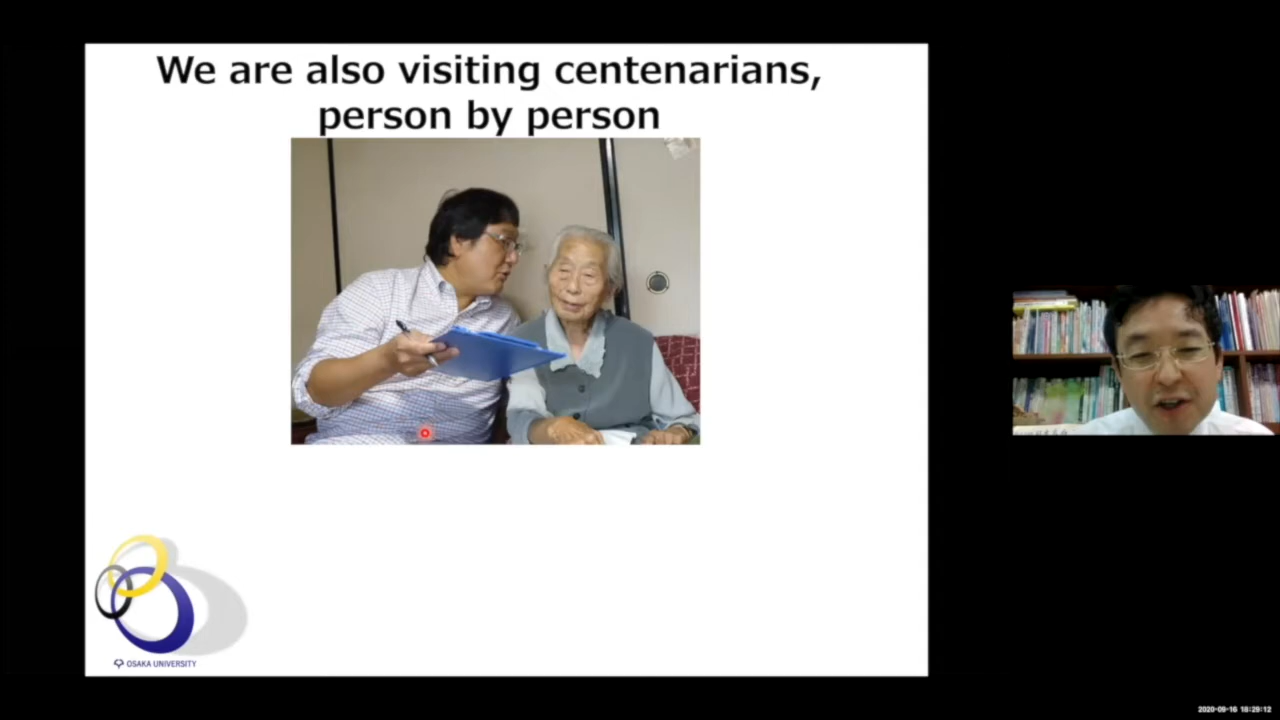 We are also visiting centenarians,
person by person
OSAKA UNIVERSITY
2020-09-16 18:29:12